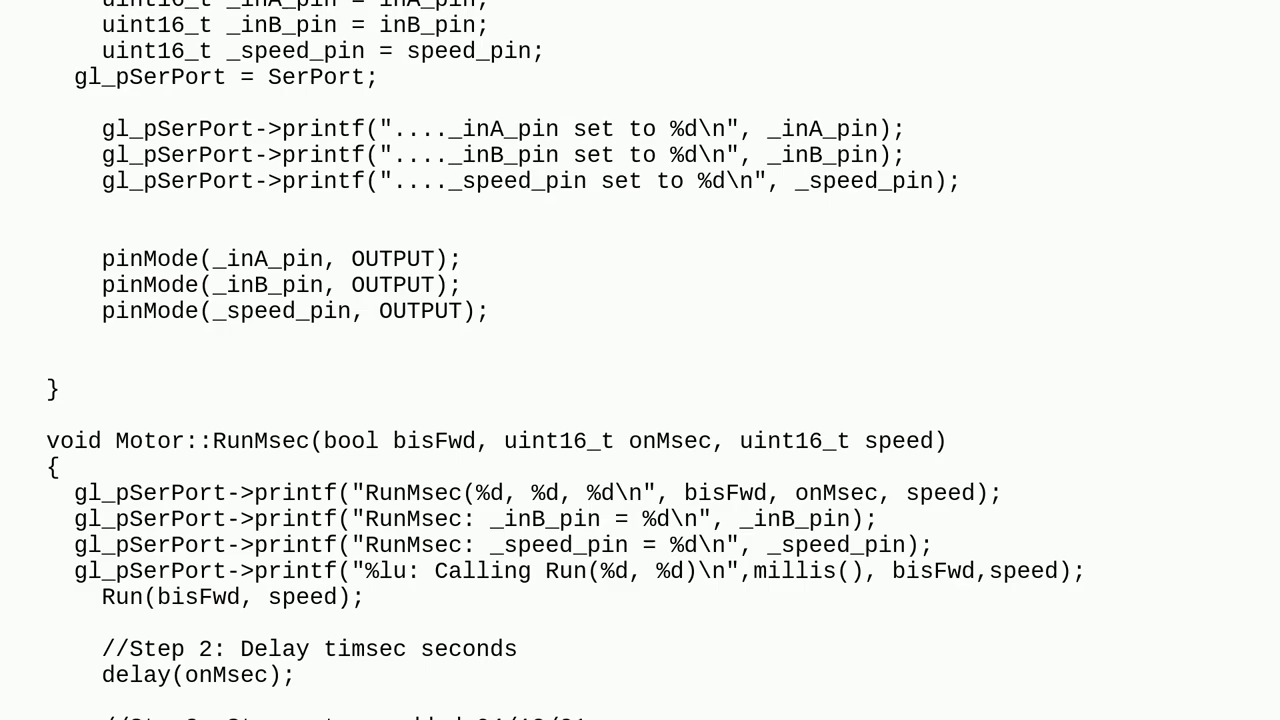 uint16_t _inA_pin = inA_pin;
uint16_t _inB_pin = inB_pin;
uint16_t _speed_pin = speed_pin;
gl_pSerPort = SerPort;
gl_pSerPort->printf("...._inA_pin set to %d\n", _inA_pin);
gl_pSerPort->printf("...._inB_pin set to %d\n", _inB_pin);
gl_pSerPort->printf("...._speed_pin set to %d\n", _speed_pin);
pinMode(_inA_pin, OUTPUT);
pinMode(_inB_pin, OUTPUT);
pinMode(_speed_pin, OUTPUT);
}
void Motor::RunMsec(bool bisFwd, uint16_t onMsec, uint16_t speed)
{
gl_pSerPort->printf("RunMsec(%d, %d, %d\n", bisFwd, onMsec, speed);
gl_pSerPort->printf("RunMsec: _inB_pin = %d\n", _inB_pin);
gl_pSerPort->printf("RunMsec: _speed_pin = %d\n", _speed_pin);
gl_pSerPort->printf("%lu: Calling Run(%d, %d)\n",millis(), bisFwd,speed);
Run(bisFwd, speed);
//Step 2: Delay timsec seconds
delay(onMsec);